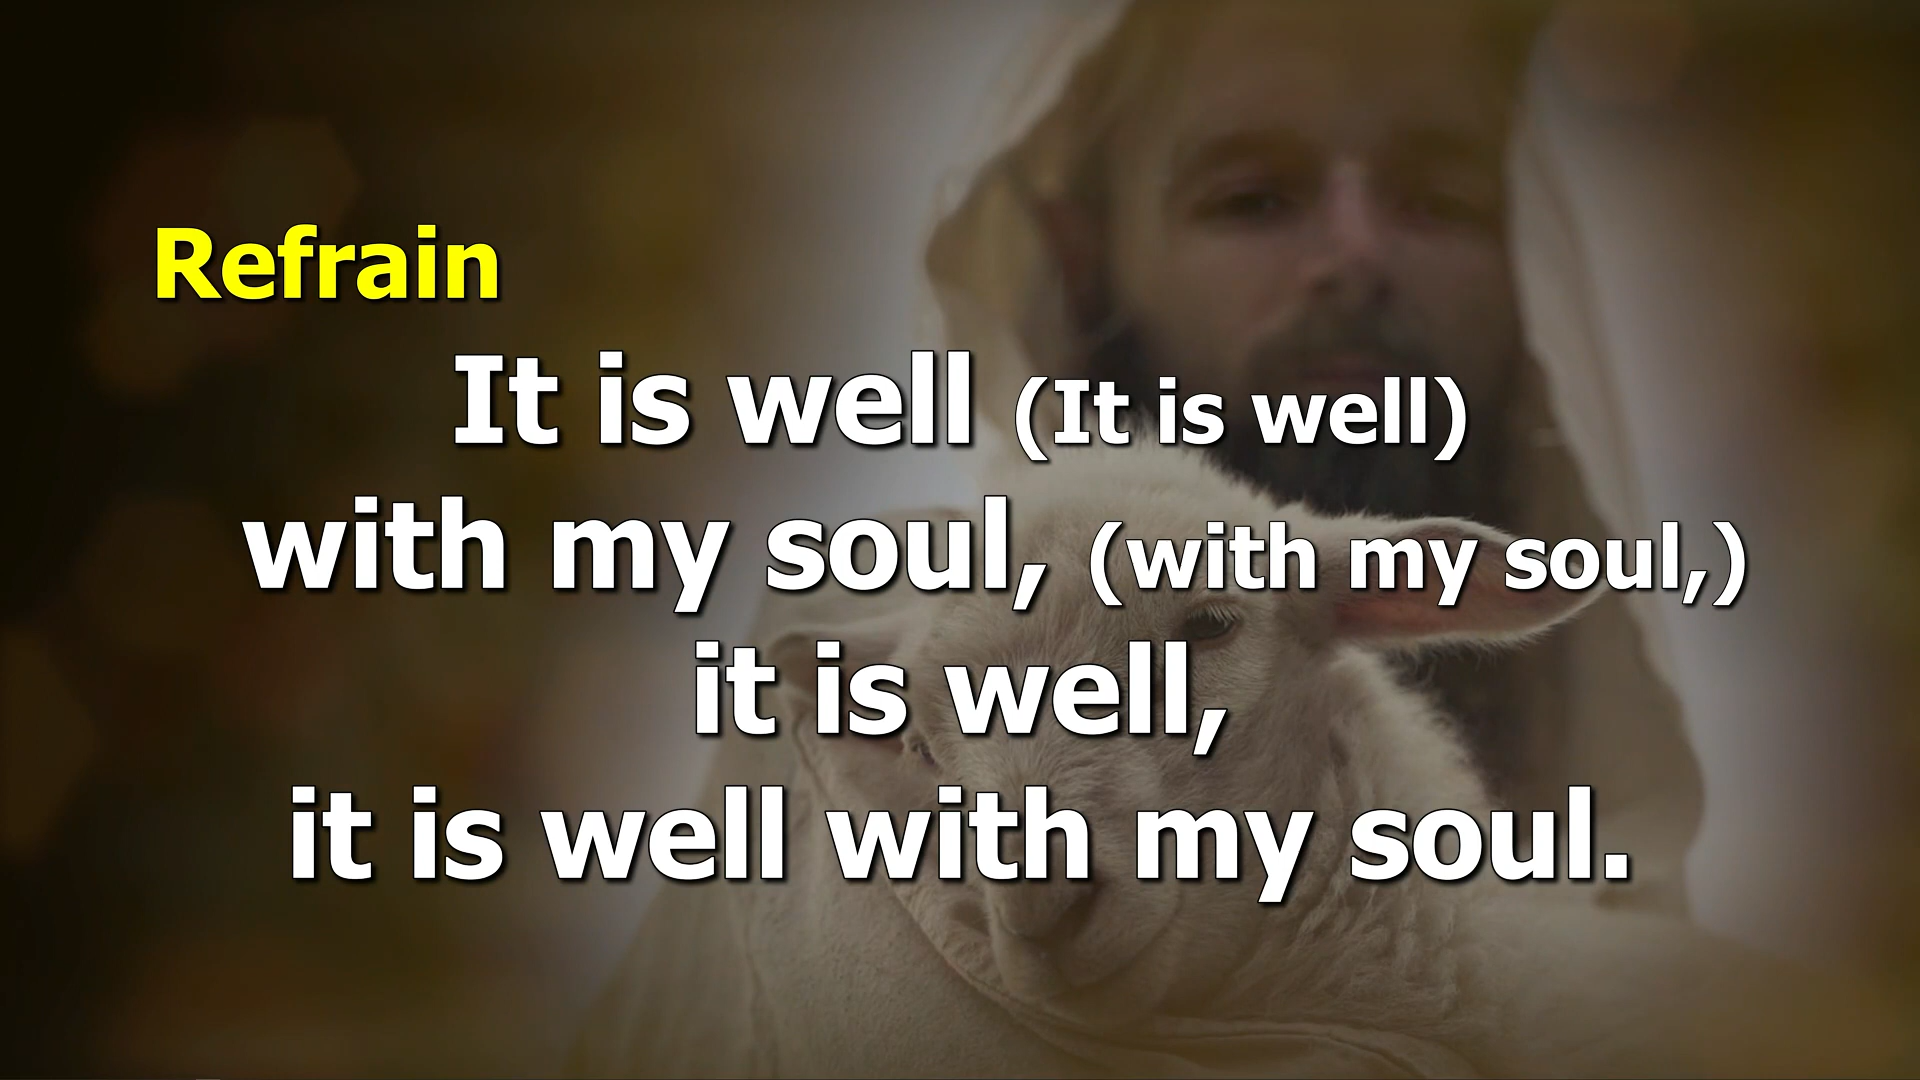 Refrain
It is well (It is well)
with my soul, (with my soul,)
it is well,
it is well with my soul.